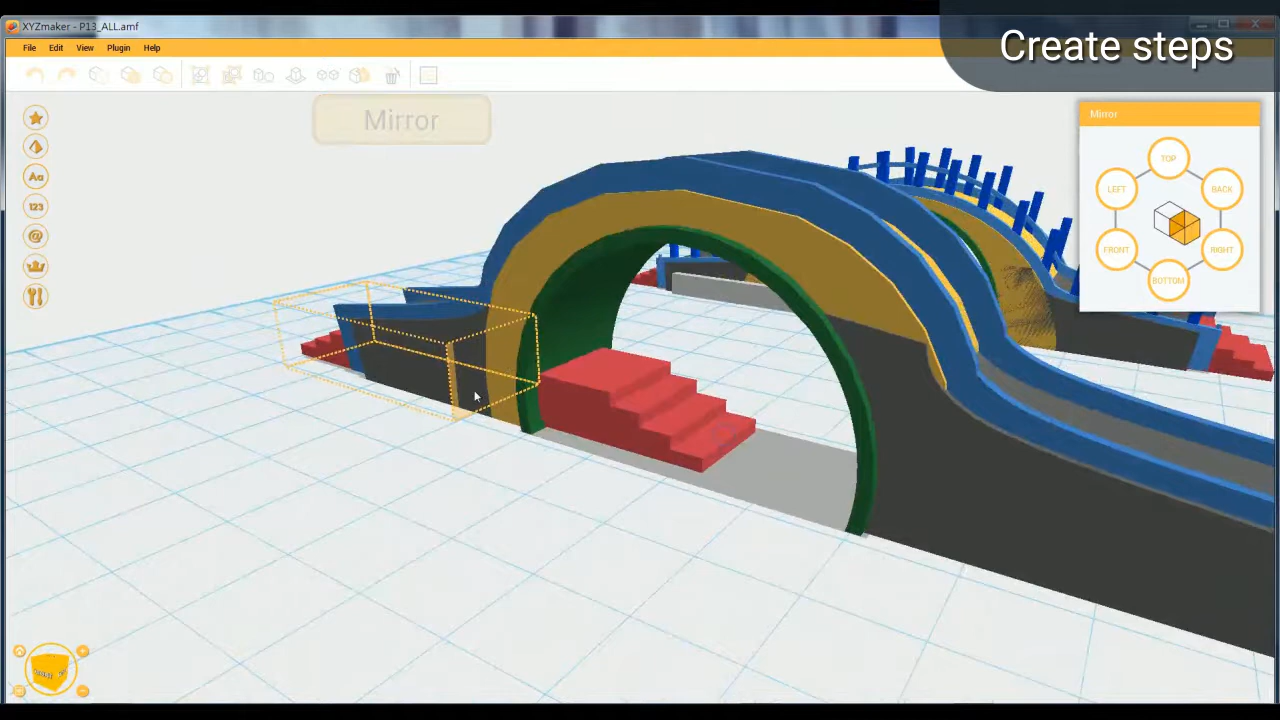 XYZmaker - P13_ALL.amf
Create steps
File Edit View Plugin Help
Mirror
Mirror
TOP
LEFT
BACK
FRONT
RIGHT
BOTTOM
Aa
123
@